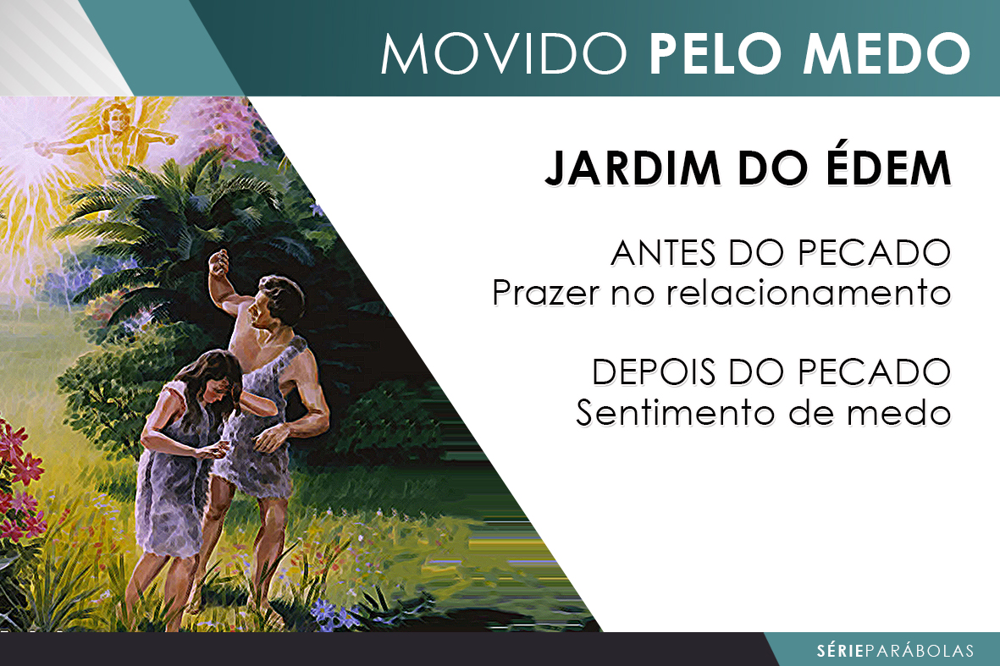 MOVIDO PELO MEDO
JARDIM DO ÉDEM
ANTES DO PECADO
Prazer no relacionamento
DEPOIS DO PECADO
Sentimento de medo
SÉRIEPARÁBOLAS